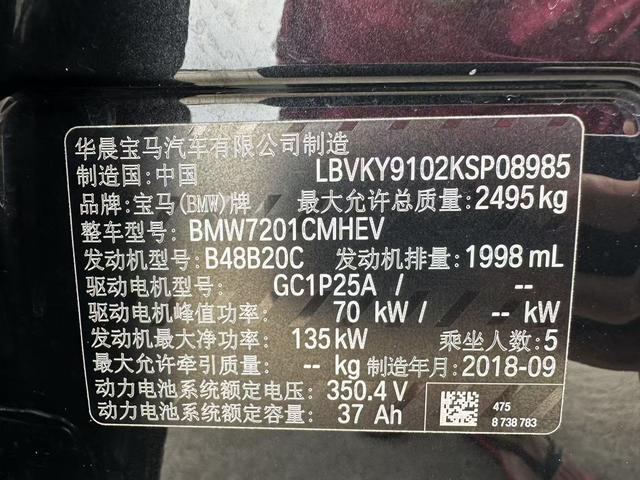 华晨宝马汽车有限公司制造
制造国:中国 LBVKY9102KSP08985
品牌:宝马(BMW)牌 最大允许总质量:2495kg
整车型号:BMW7201CMHEV
发动机型号:B48B20C 发动机排量:1998 mL
驱动电机型号: GC1P25A / --
驱动电机峰值功率: 70 kW / -- kW
发动机最大净功率: 135kW 乘坐人数:5
最大允许牵引质量: -- kg 制造年月:2018-09
动力电池系统额定电压: 350.4 V
动力电池系统额定容量: 37 Ah
475
8 738 783